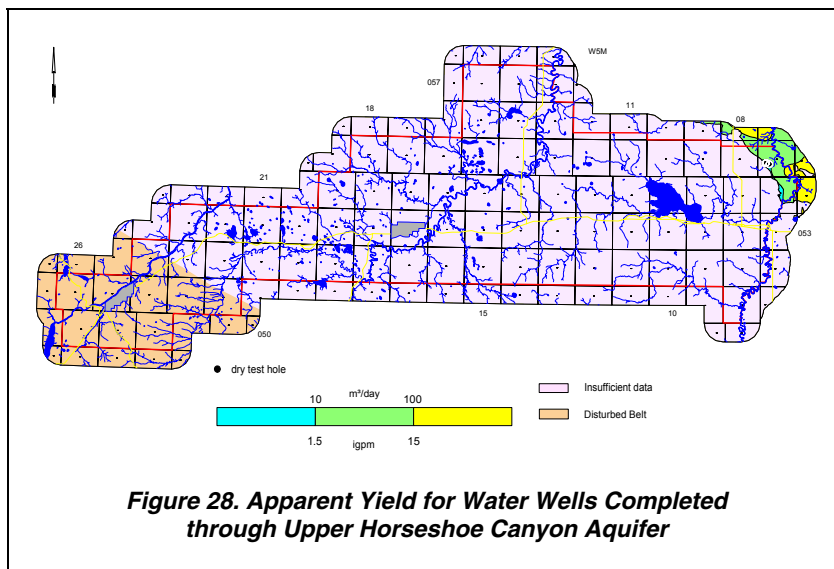 W5M
057
18
11
08
21
053
26
15
10
050
dry test hole
m³/day
10
100
1.5
igpm
15
Insufficient data
Disturbed Belt
Figure 28. Apparent Yield for Water Wells Completed
through Upper Horseshoe Canyon Aquifer